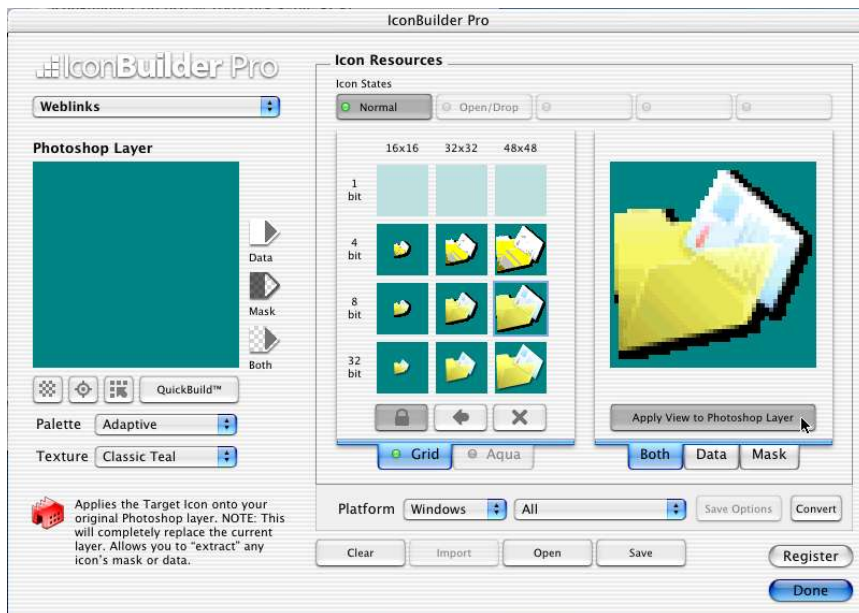 IconBuilder Pro
IconBuilder Pro
Weblinks
Photoshop Layer
Data
Mask
Both
QuickBuild™
Palette Adaptive
Texture Classic Teal
Applies the Target Icon onto your
original Photoshop layer. NOTE: This
will completely replace the current
layer. Allows you to "extract" any
icon's mask or data.
Icon Resources
Icon States
Normal Open/Drop
16x16 32x32 48x48
1
bit
4
bit
8
bit
32
bit
Grid Aqua
Apply View to Photoshop Layer
Both Data Mask
Platform Windows All Save Options Convert
Clear Import Open Save
Register
Done